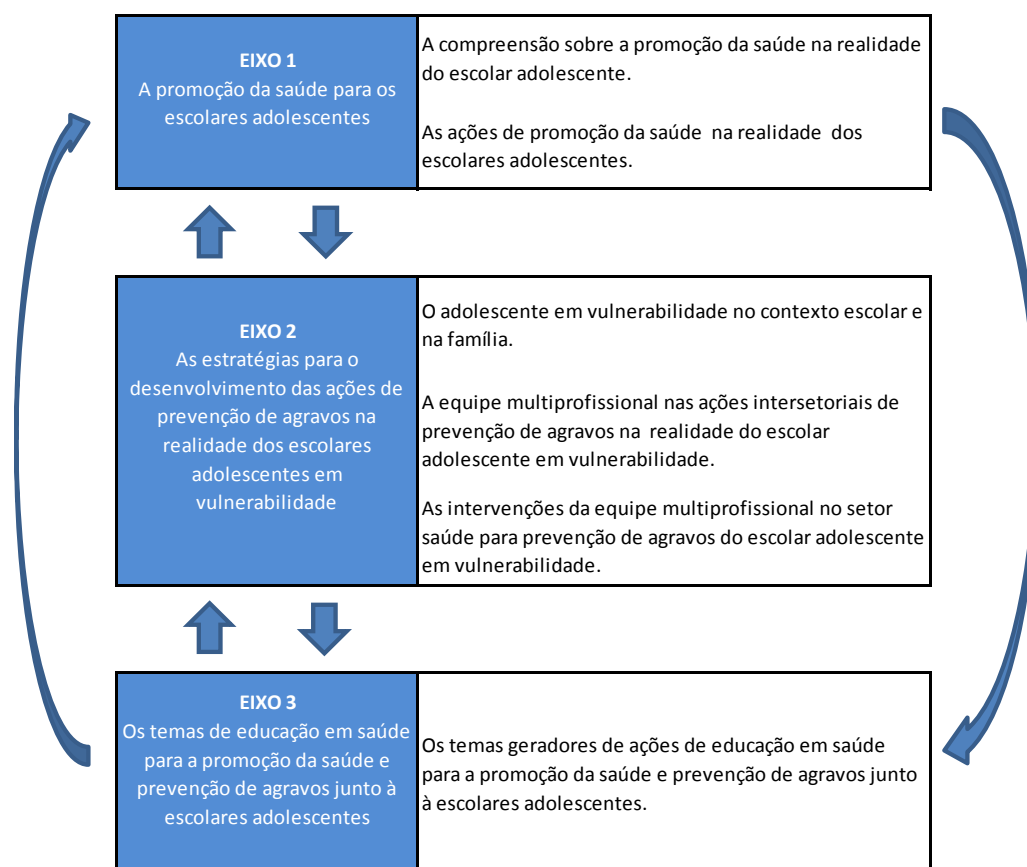 EIXO 1
A promoção da saúde para os
escolares adolescentes
A compreensão sobre a promoção da saúde na realidade
do escolar adolescente.
As ações de promoção da saúde na realidade dos
escolares adolescentes.
EIXO 2
As estratégias para o
desenvolvimento das ações de
prevenção de agravos na
realidade dos escolares
adolescentes em
vulnerabilidade
O adolescente em vulnerabilidade no contexto escolar e
na família.
A equipe multiprofissional nas ações intersetoriais de
prevenção de agravos na realidade do escolar
adolescente em vulnerabilidade.
As intervenções da equipe multiprofissional no setor
saúde para prevenção de agravos do escolar adolescente
em vulnerabilidade.
EIXO 3
Os temas de educação em saúde
para a promoção da saúde e
prevenção de agravos junto à
escolares adolescentes
Os temas geradores de ações de educação em saúde
para a promoção da saúde e prevenção de agravos junto
à escolares adolescentes.